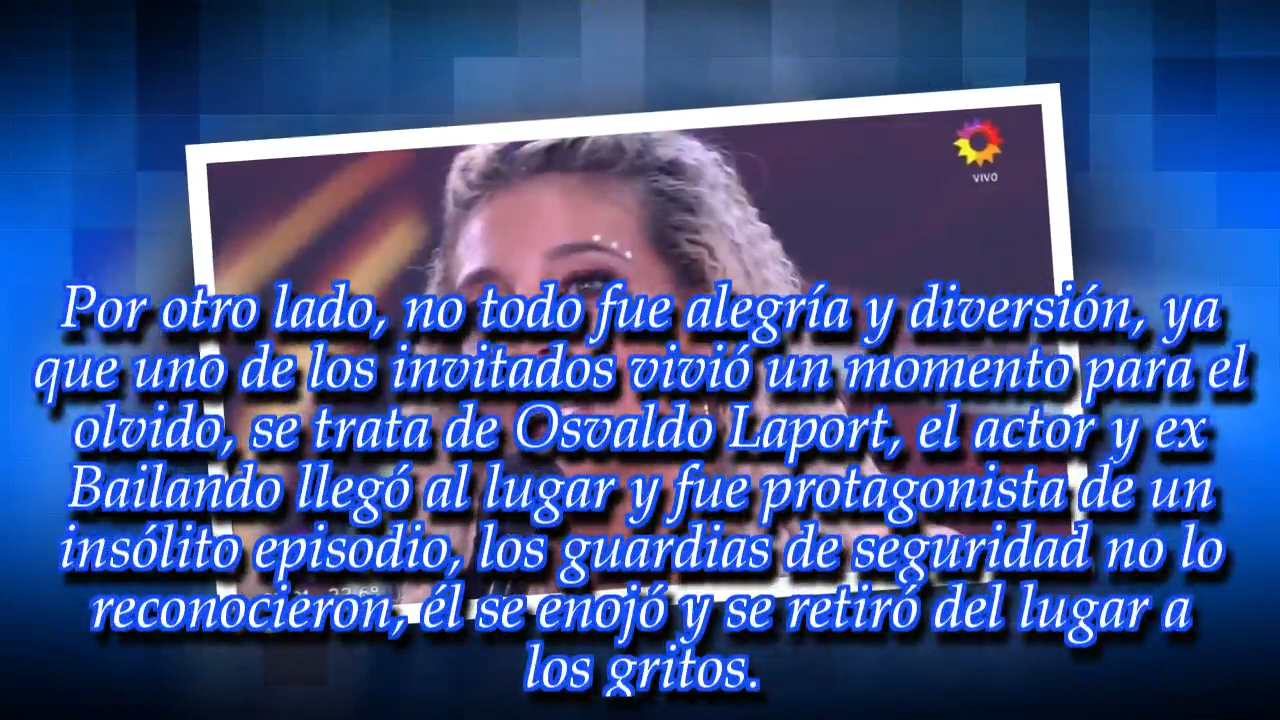 VIVO
Por otro lado, no todo fue alegría y diversión, ya
que uno de los invitados vivió un momento para el
olvido, se trata de Osvaldo Laport, el actor y ex
Bailando llegó al lugar y fue protagonista de un
insólito episodio, los guardias de seguridad no lo
reconocieron, él se enojó y se retiró del lugar a
los gritos.